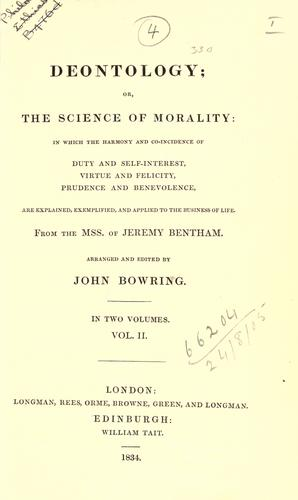 Philos
Ethics
④
350
I
DEONTOLOGY;
OR,
THE SCIENCE OF MORALITY:
IN WHICH THE HARMONY AND CO-INCIDENCE OF
DUTY AND SELF-INTEREST,
VIRTUE AND FELICITY,
PRUDENCE AND BENEVOLENCE,
ARE EXPLAINED, EXEMPLIFIED, AND APPLIED TO THE BUSINESS OF LIFE.
FROM THE MSS. OF JEREMY BENTHAM.
ARRANGED AND EDITED BY
JOHN BOWRING.
IN TWO VOLUMES.
VOL. II.
66204
24/8/05
LONDON:
LONGMAN, REES, ORME, BROWNE, GREEN, AND LONGMAN.
EDINBURGH:
WILLIAM TAIT.
1834.